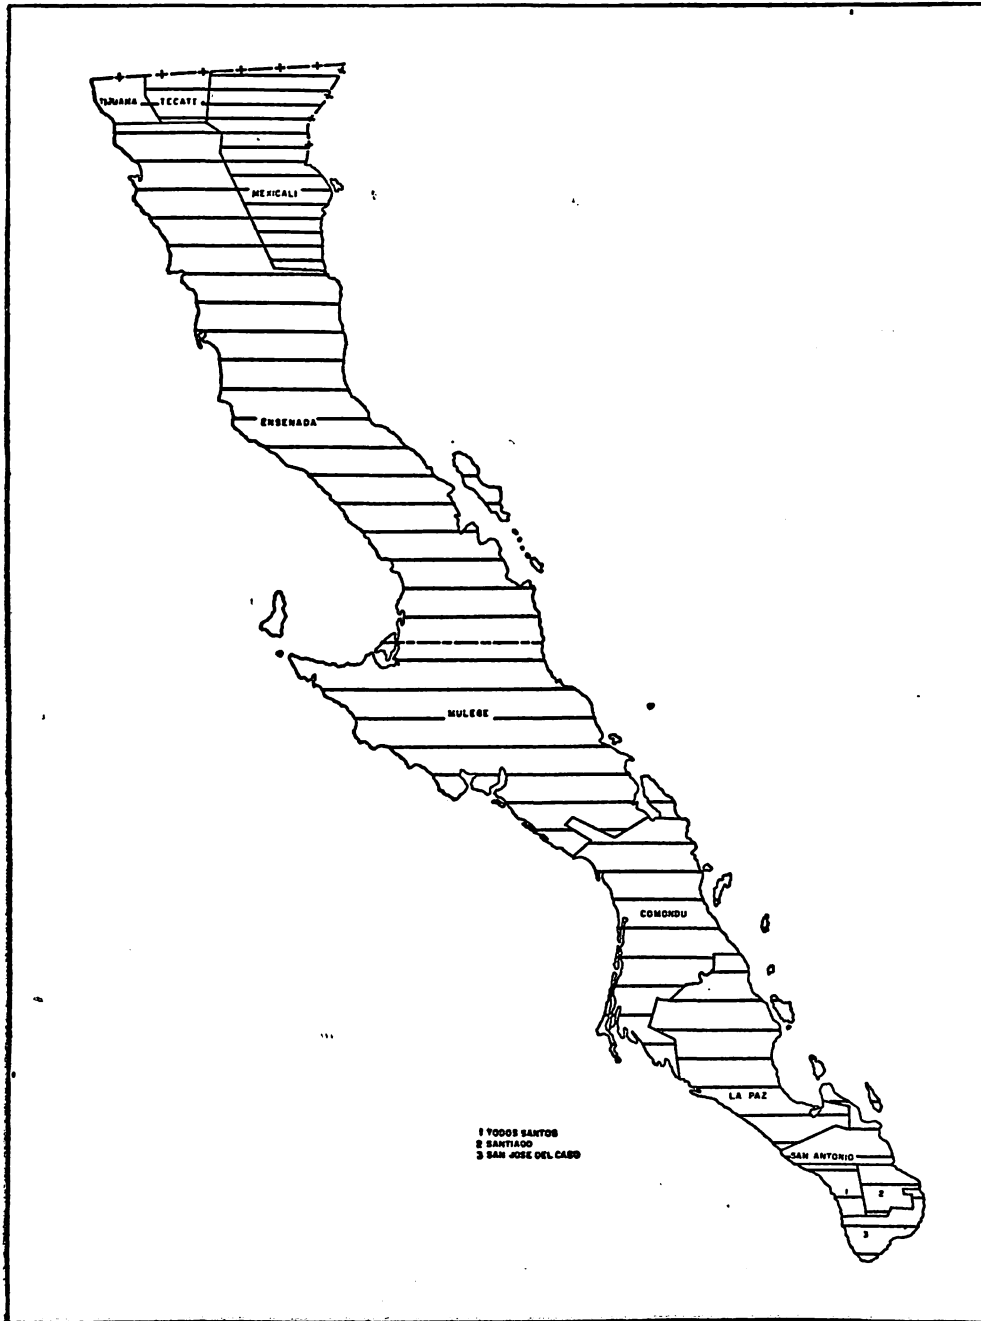 TIJUANA
TECATE
MEXICALI
ENSENADA
MULEGE
COMONDU
LA PAZ
SAN ANTONIO
1
2
3
1 TODOS SANTOS
2 SANTIAGO
3 SAN JOSE DEL CABO